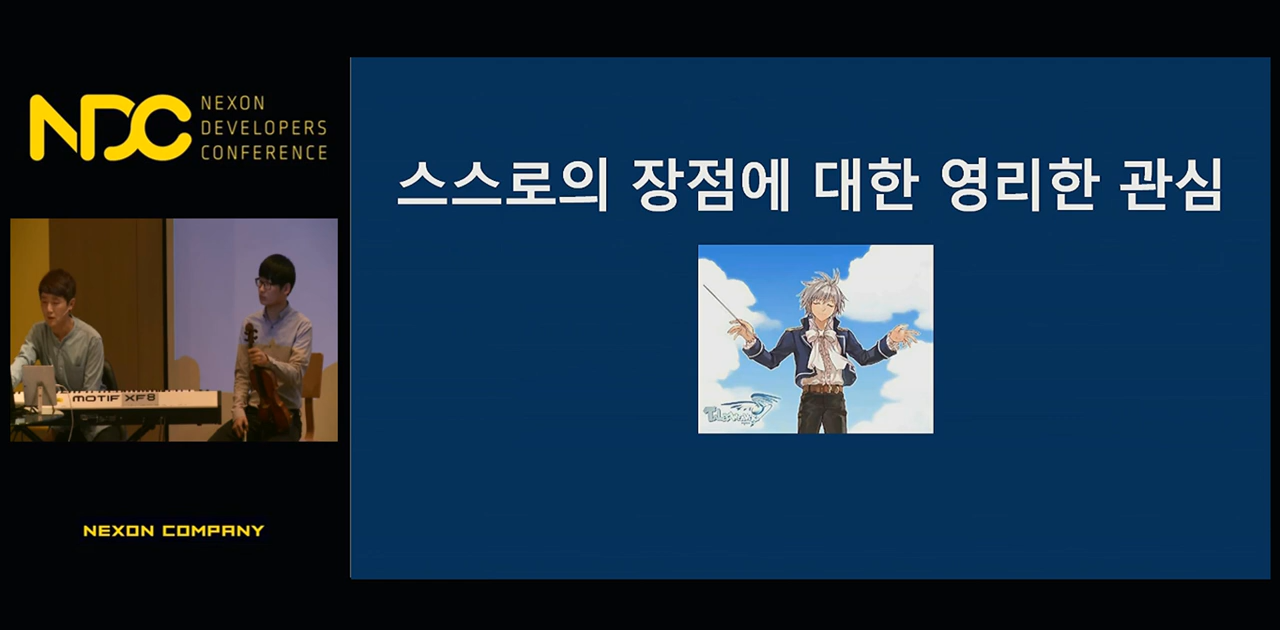 NDC
NEXON
DEVELOPERS
CONFERENCE
스스로의 장점에 대한 영리한 관심
TalesWeaver
MOTIF XF8
NEXON COMPANY